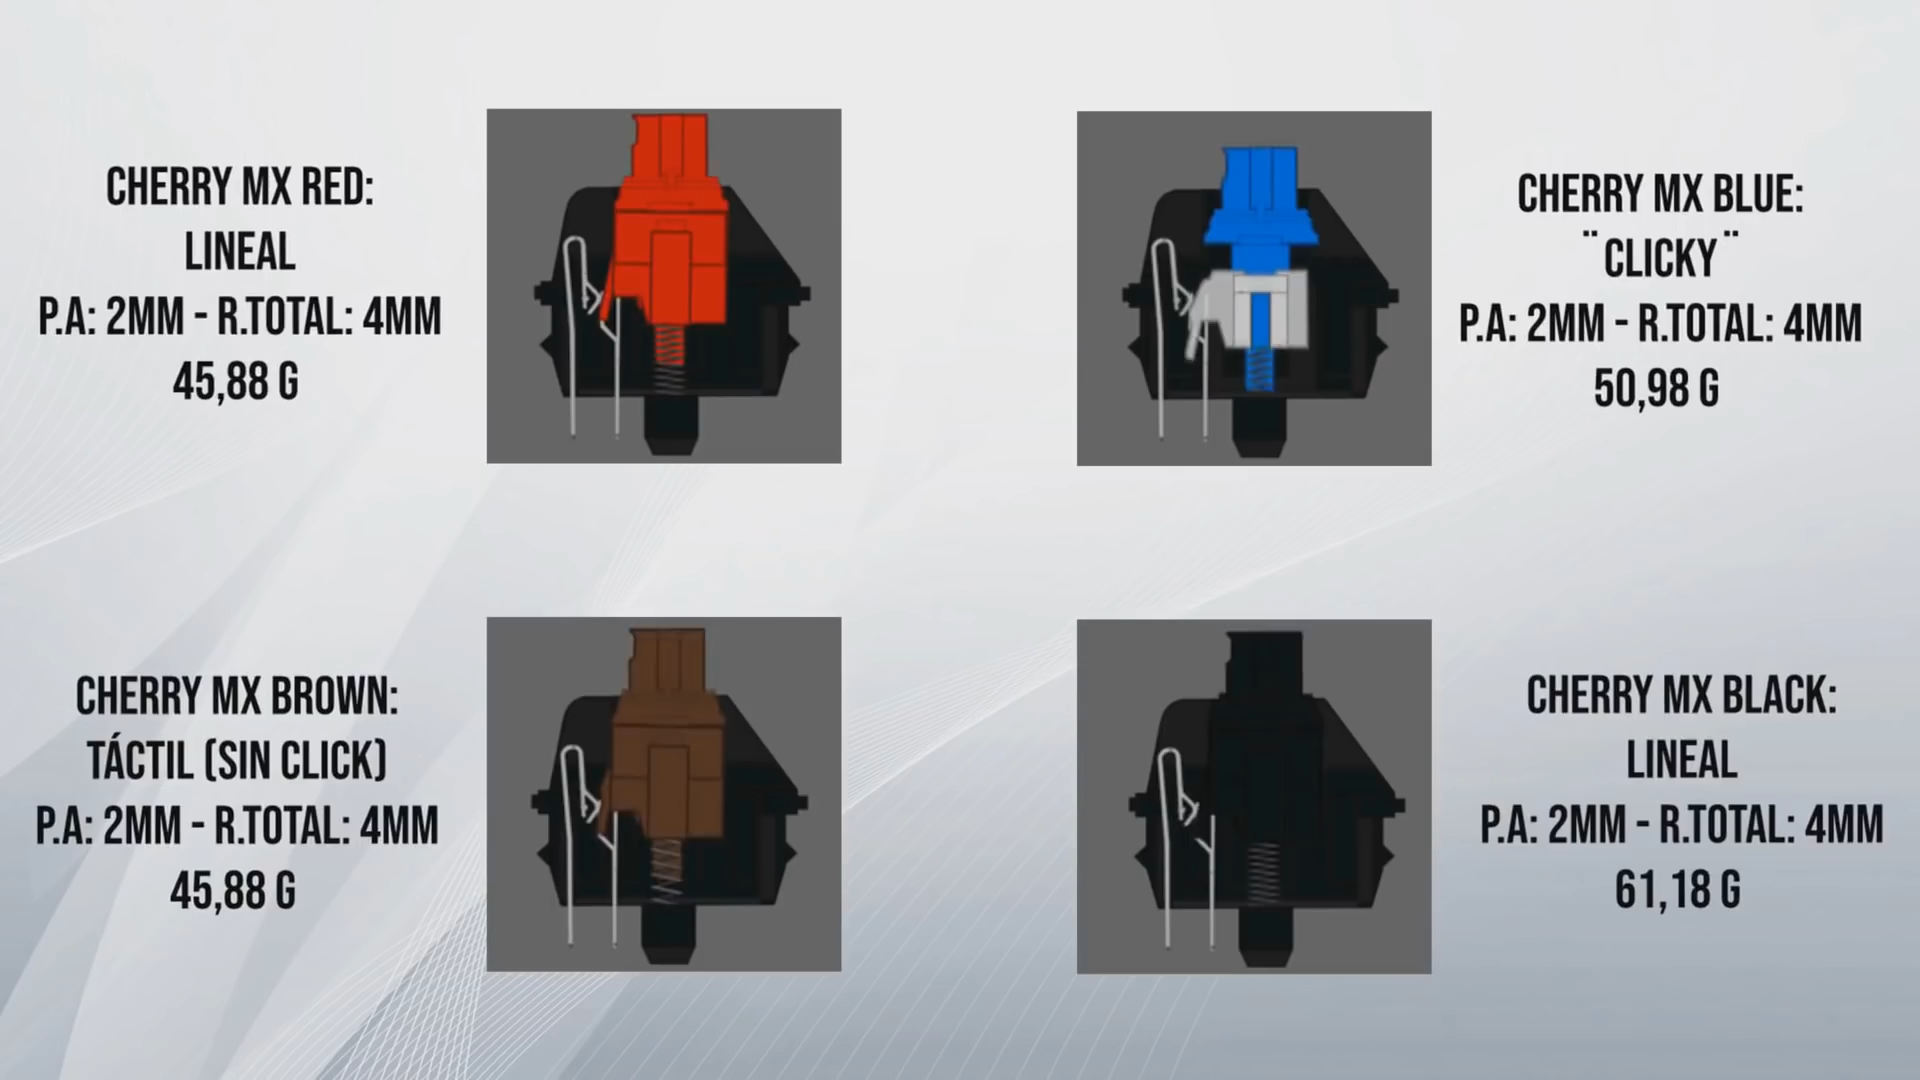 CHERRY MX RED:
LINEAL
P.A: 2MM - R.TOTAL: 4MM
45,88 G
CHERRY MX BLUE:
¨CLICKY¨
P.A: 2MM - R.TOTAL: 4MM
50,98 G
CHERRY MX BROWN:
TÁCTIL (SIN CLICK)
P.A: 2MM - R.TOTAL: 4MM
45,88 G
CHERRY MX BLACK:
LINEAL
P.A: 2MM - R.TOTAL: 4MM
61,18 G